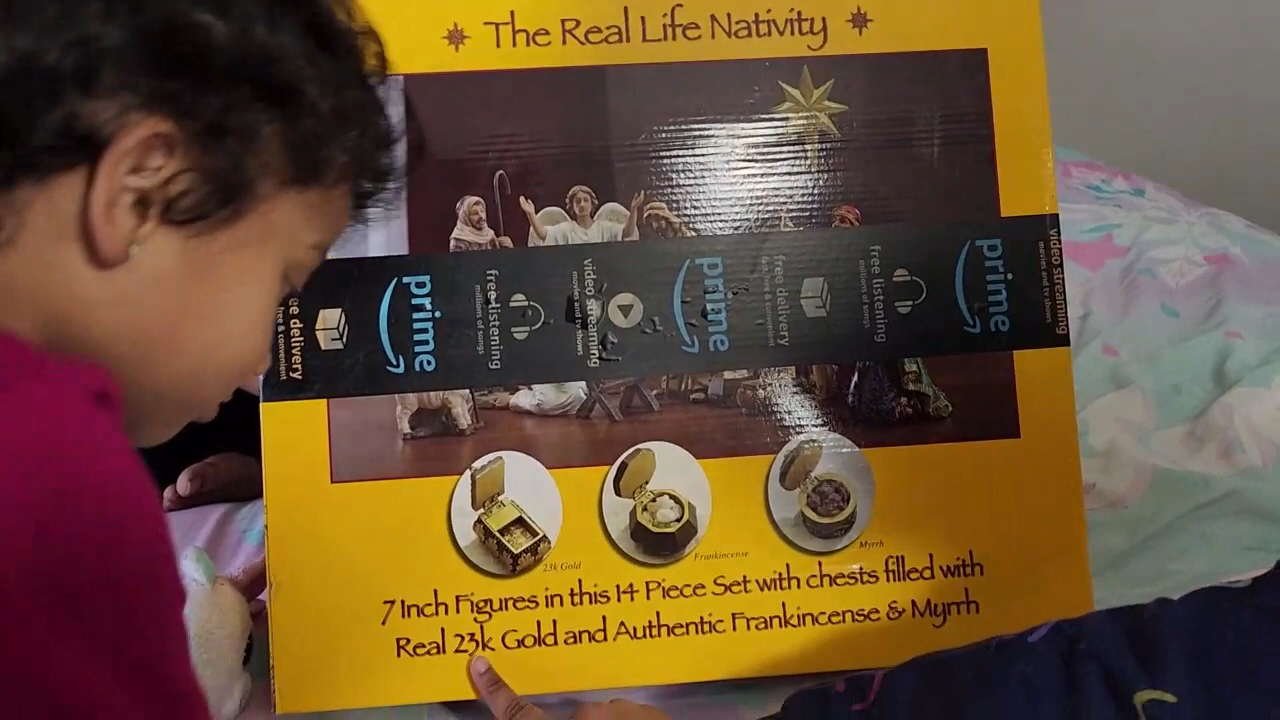 The Real Life Nativity
ee delivery
free & convenient
prime
free listening
millions of songs
video streaming
movies and tv shows
prime
free delivery
fast, free & convenient
free listening
millions of songs
prime
video streaming
movies and tv shows
23k Gold
Frankincense
Myrrh
7 Inch Figures in this 14 Piece Set with chests filled with
Real 23k Gold and Authentic Frankincense & Myrrh